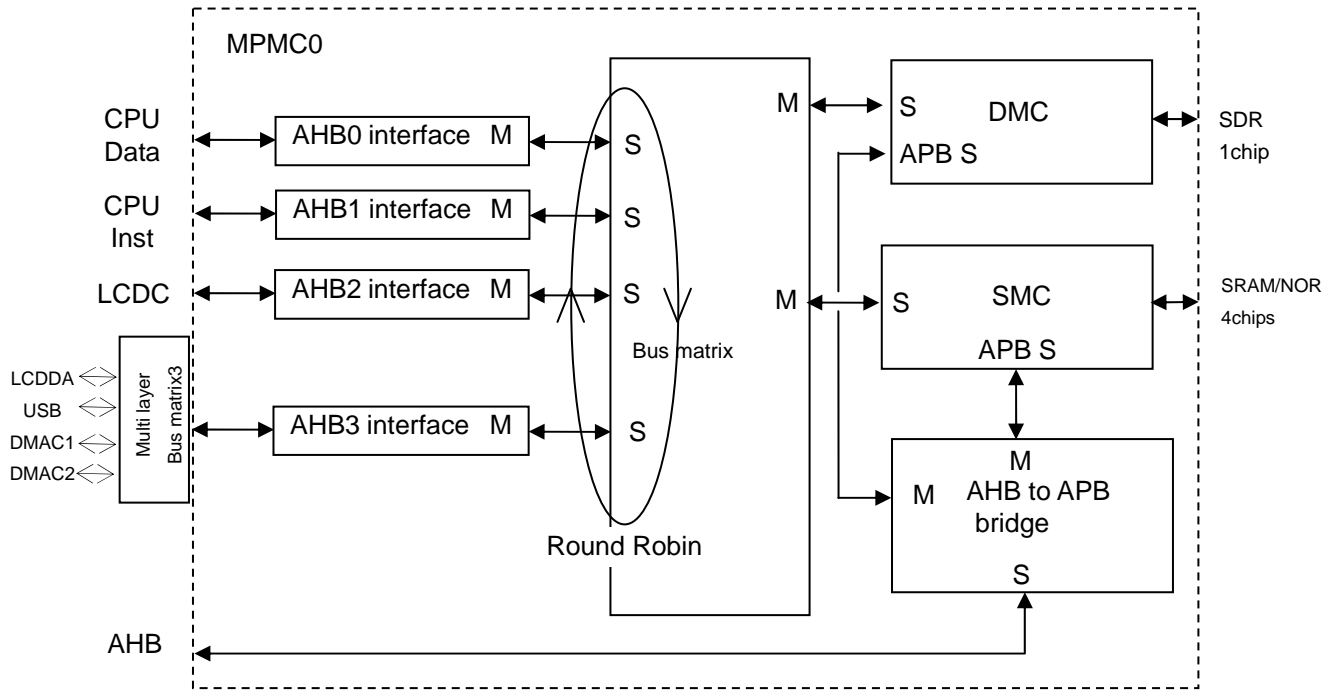 MPMC0
CPU
Data
AHB0 interface M
S
CPU
Inst
AHB1 interface M
S
LCDC
AHB2 interface M
S
LCDDA
USB
DMAC1
DMAC2
Multi layer
Bus matrix3
AHB3 interface M
S
Round Robin
Bus matrix
M
M
S
DMC
APB S
SDR
1chip
S
SMC
APB S
SRAM/NOR
4chips
M
M
AHB to APB
bridge
S
AHB